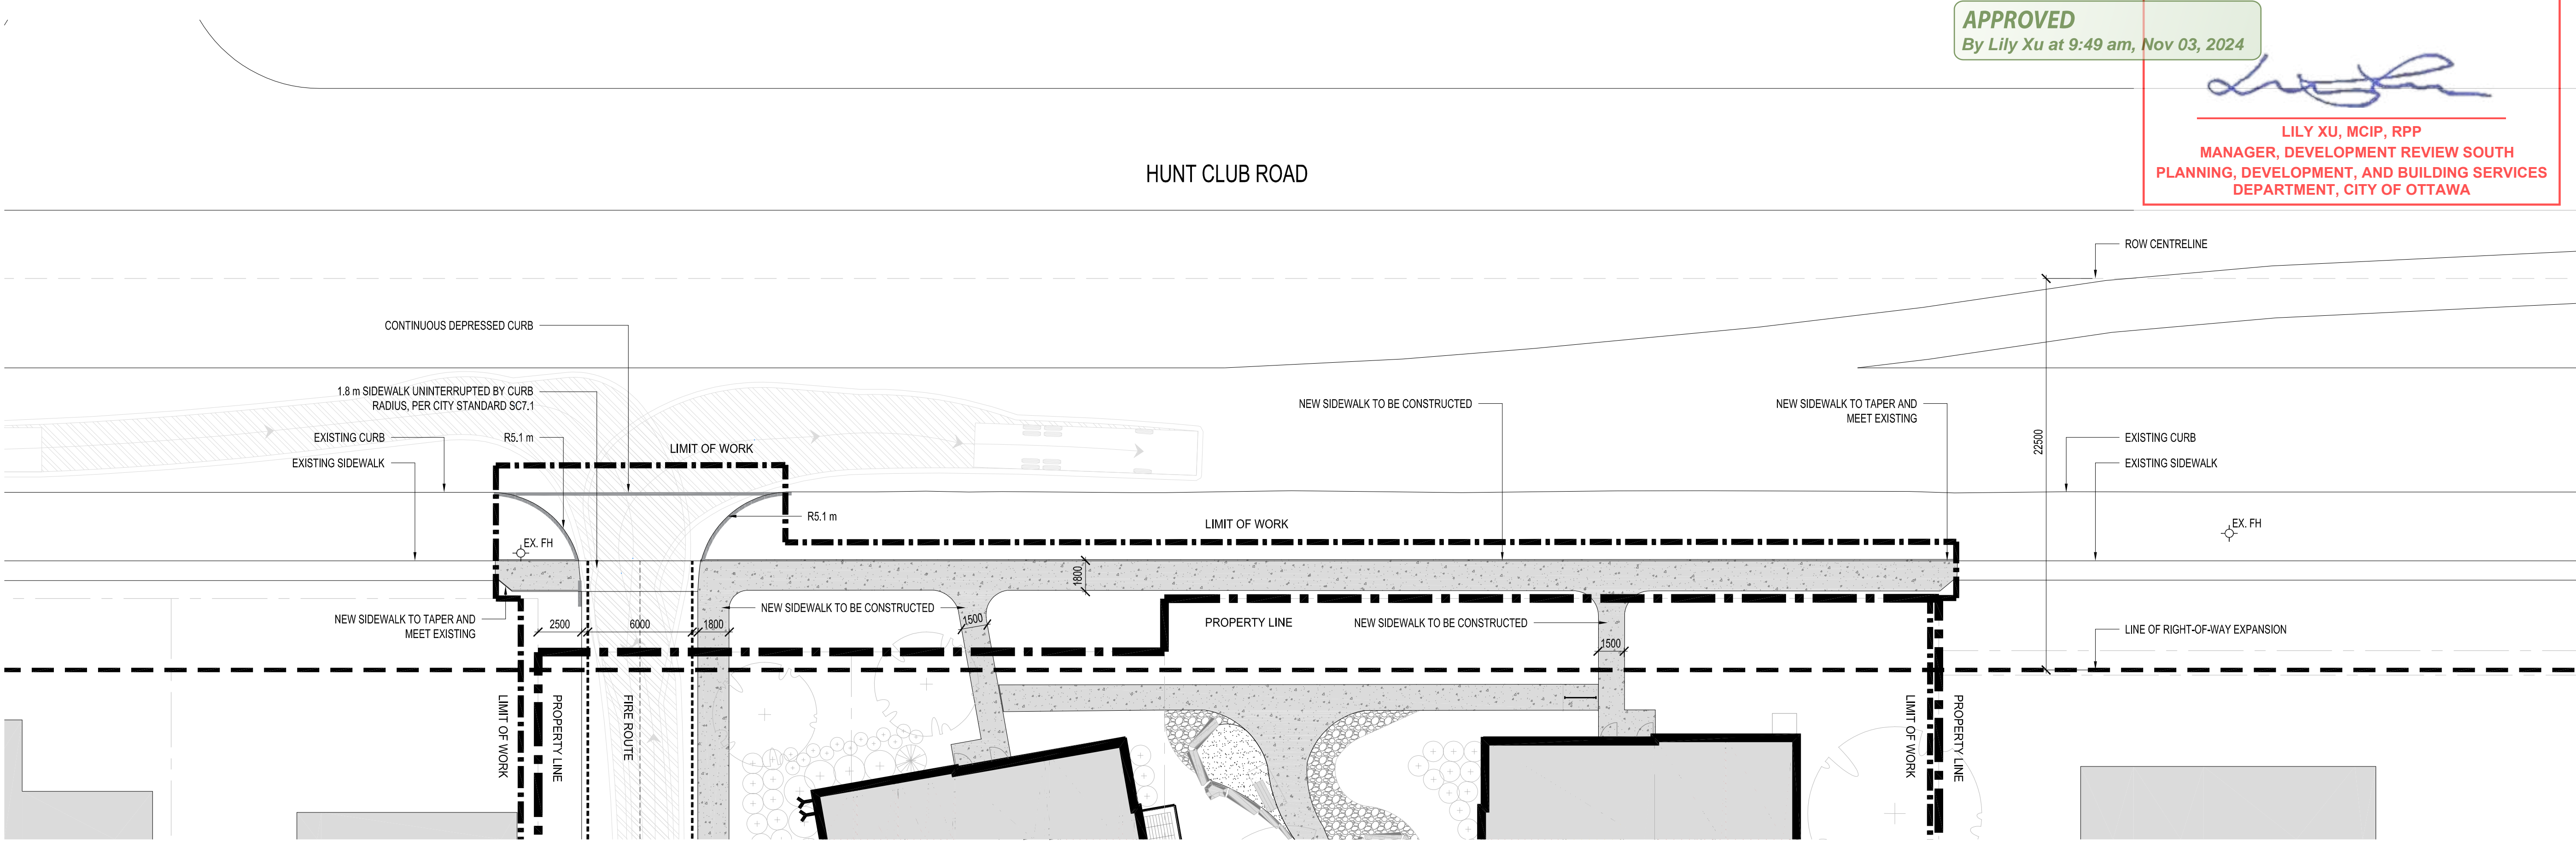 APPROVED
By Lily Xu at 9:49 am, Nov 03, 2024
LILY XU, MCIP, RPP
MANAGER, DEVELOPMENT REVIEW SOUTH
PLANNING, DEVELOPMENT, AND BUILDING SERVICES
DEPARTMENT, CITY OF OTTAWA
HUNT CLUB ROAD
ROW CENTRELINE
CONTINUOUS DEPRESSED CURB
1.8 m SIDEWALK UNINTERRUPTED BY CURB
RADIUS, PER CITY STANDARD SC7.1
EXISTING CURB
R5.1 m
EXISTING SIDEWALK
LIMIT OF WORK
NEW SIDEWALK TO BE CONSTRUCTED
NEW SIDEWALK TO TAPER AND
MEET EXISTING
22500
EXISTING CURB
EXISTING SIDEWALK
R5.1 m
LIMIT OF WORK
EX. FH
EX. FH
1800
NEW SIDEWALK TO TAPER AND
MEET EXISTING
2500
6000
1800
NEW SIDEWALK TO BE CONSTRUCTED
1500
PROPERTY LINE
NEW SIDEWALK TO BE CONSTRUCTED
1500
LINE OF RIGHT-OF-WAY EXPANSION
LIMIT OF WORK
PROPERTY LINE
FIRE ROUTE
LIMIT OF WORK
PROPERTY LINE